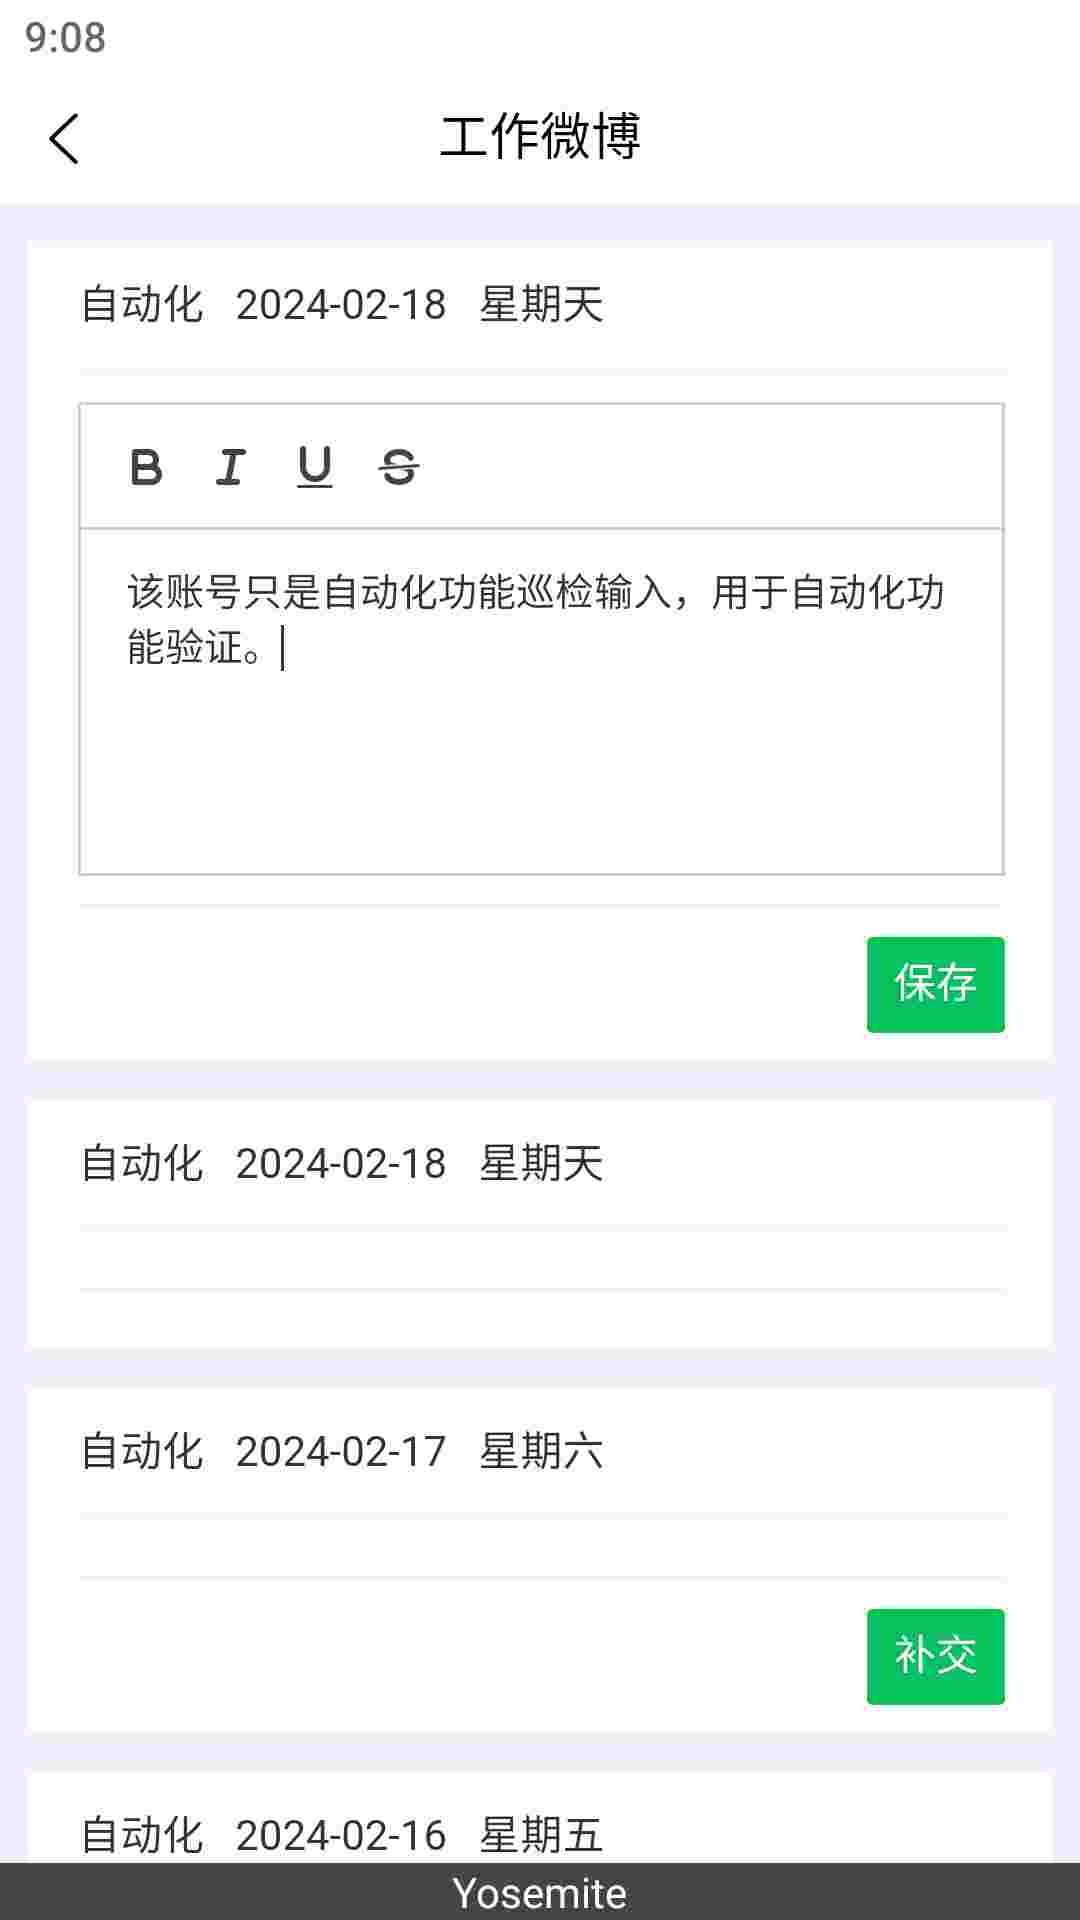 9:08
工作微博
自动化 2024-02-18 星期天
B I U S
该账号只是自动化功能巡检输入，用于自动化功
能验证。
保存
自动化 2024-02-18 星期天
自动化 2024-02-17 星期六
补交
自动化 2024-02-16 星期五
Yosemite